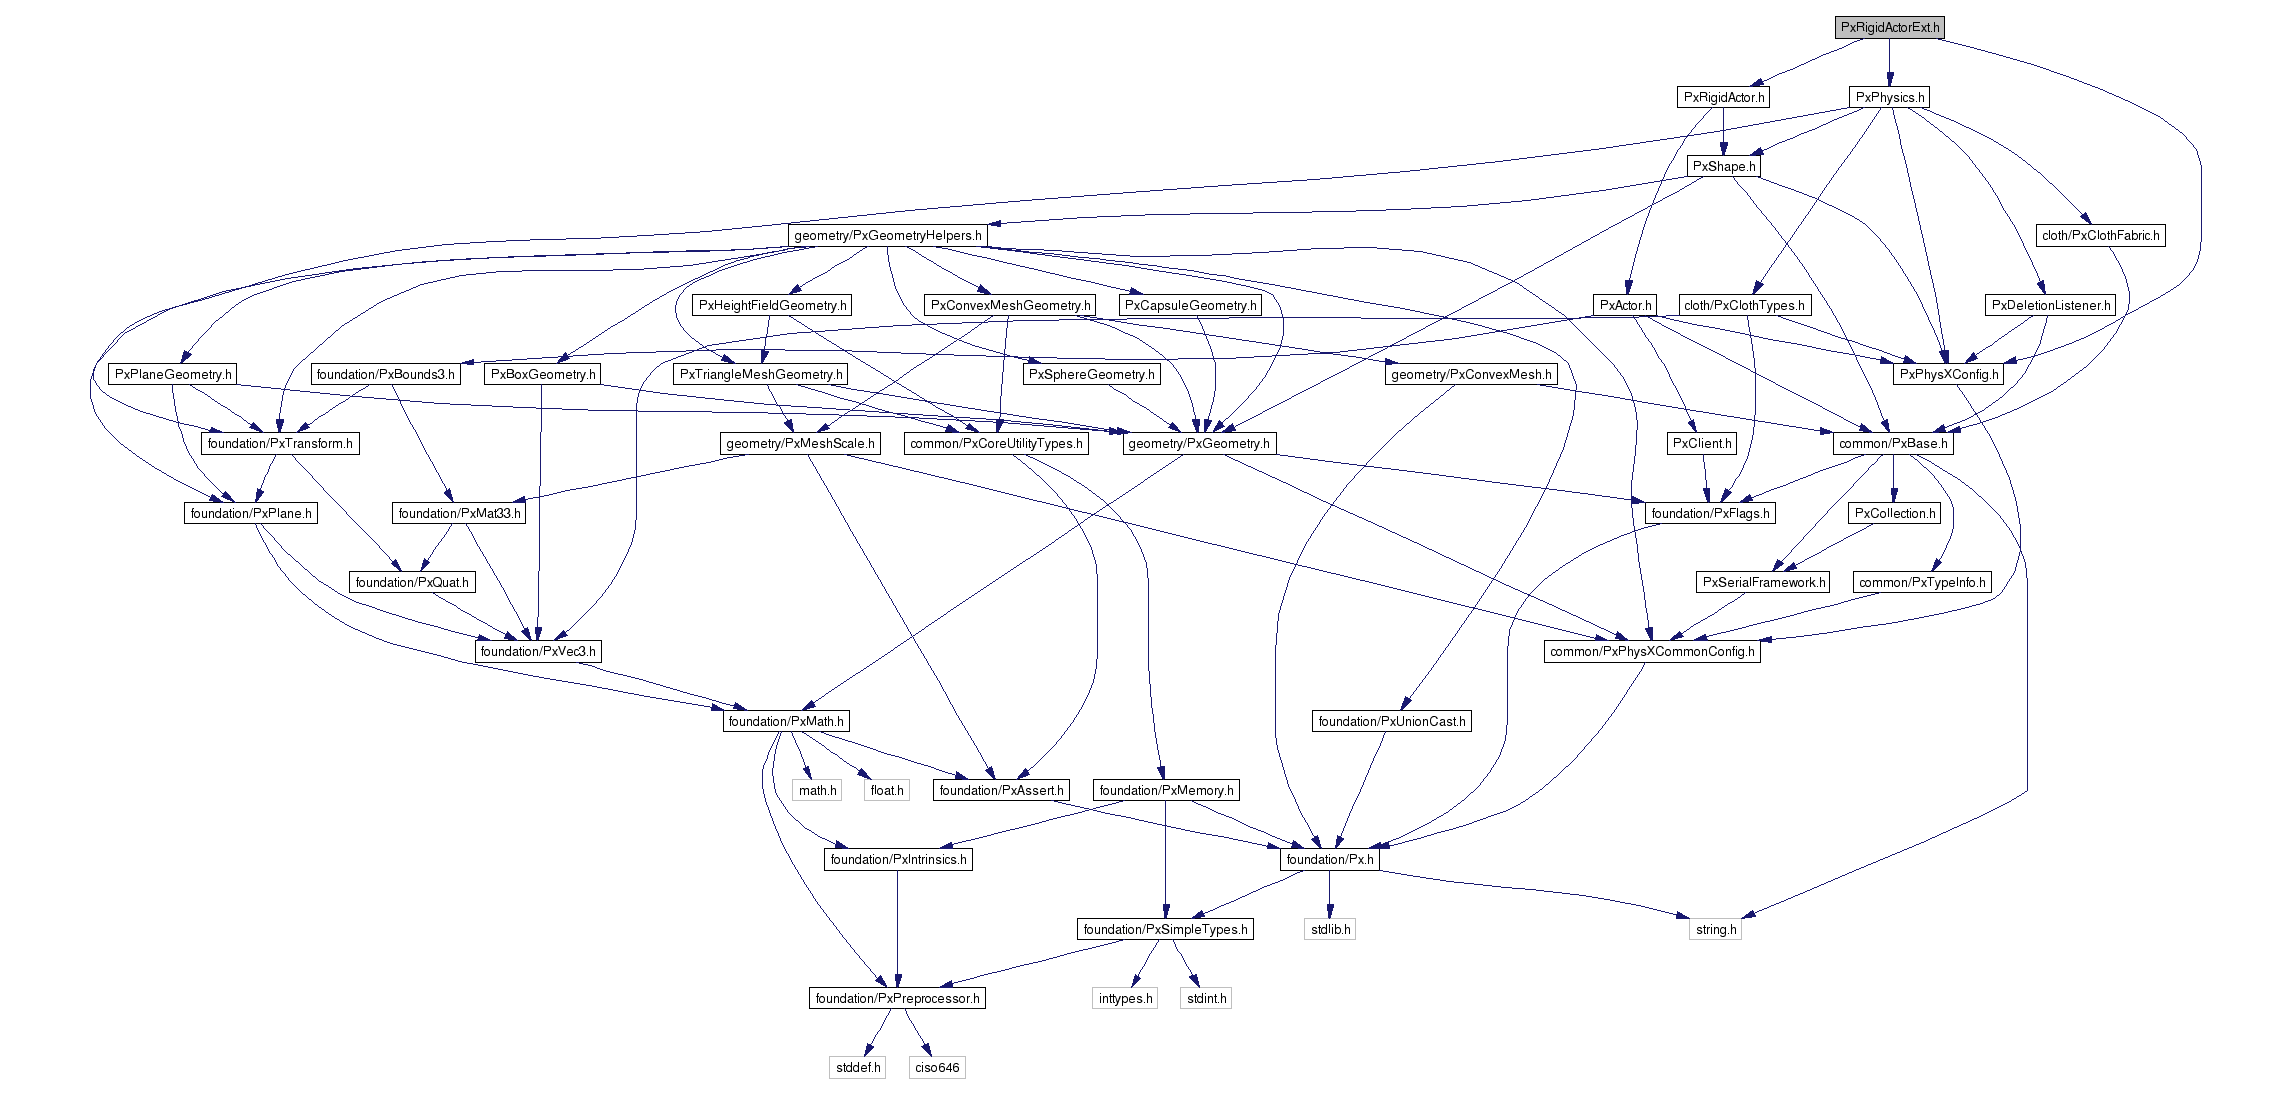 PxRigidActorExt.h
PxRigidActor.h
PxPhysics.h
PxShape.h
geometry/PxGeometryHelpers.h
cloth/PxClothFabric.h
PxHeightFieldGeometry.h
PxConvexMeshGeometry.h
PxCapsuleGeometry.h
PxActor.h
cloth/PxClothTypes.h
PxDeletionListener.h
PxPlaneGeometry.h
foundation/PxBounds3.h
PxBoxGeometry.h
PxTriangleMeshGeometry.h
PxSphereGeometry.h
geometry/PxConvexMesh.h
PxPhysXConfig.h
foundation/PxTransform.h
geometry/PxMeshScale.h
common/PxCoreUtilityTypes.h
geometry/PxGeometry.h
PxClient.h
common/PxBase.h
foundation/PxPlane.h
foundation/PxMat33.h
foundation/PxFlags.h
PxCollection.h
foundation/PxQuat.h
PxSerialFramework.h
common/PxTypeInfo.h
foundation/PxVec3.h
common/PxPhysXCommonConfig.h
foundation/PxMath.h
foundation/PxUnionCast.h
math.h
float.h
foundation/PxAssert.h
foundation/PxMemory.h
foundation/PxIntrinsics.h
foundation/Px.h
foundation/PxSimpleTypes.h
stdlib.h
string.h
foundation/PxPreprocessor.h
inttypes.h
stdint.h
stddef.h
ciso646